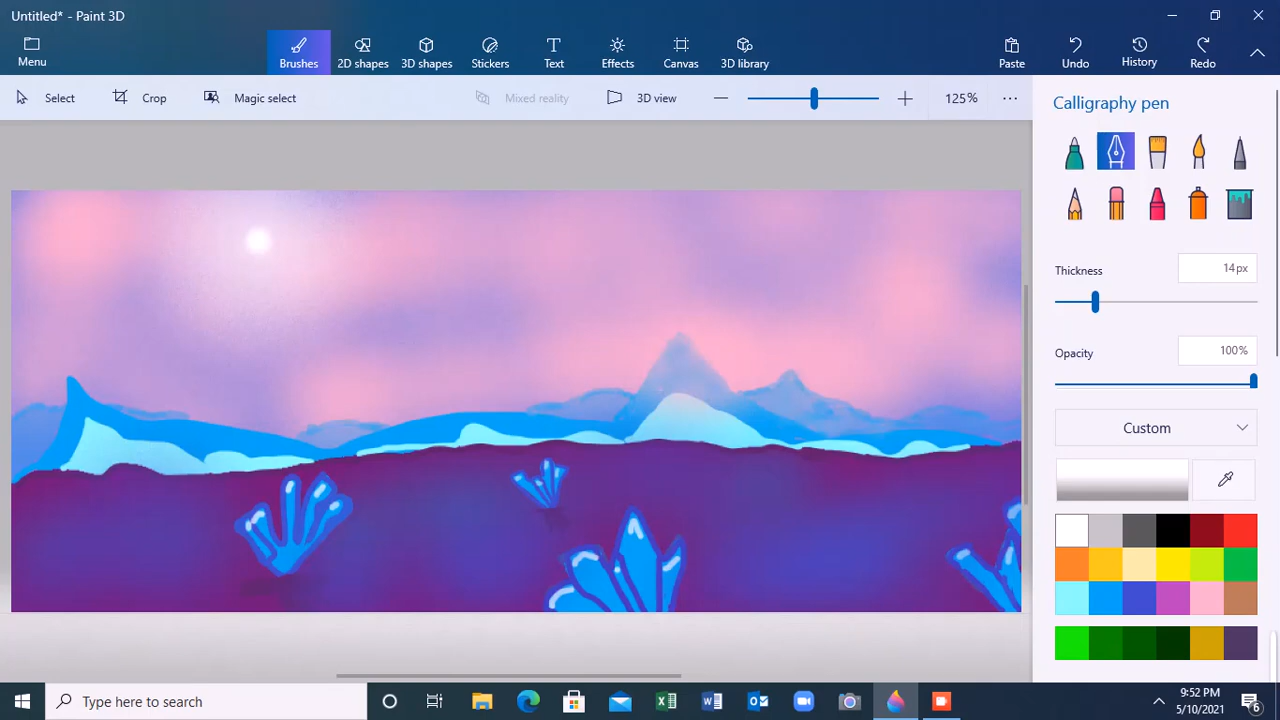 Untitled* - Paint 3D
Menu
Brushes
2D shapes
3D shapes
Stickers
Text
Effects
Canvas
3D library
Paste
Undo
History
Redo
Select
Crop
Magic select
Mixed reality
3D view
125%
Calligraphy pen
Thickness
14px
Opacity
100%
Custom
Type here to search
9:52 PM
5/10/2021
6